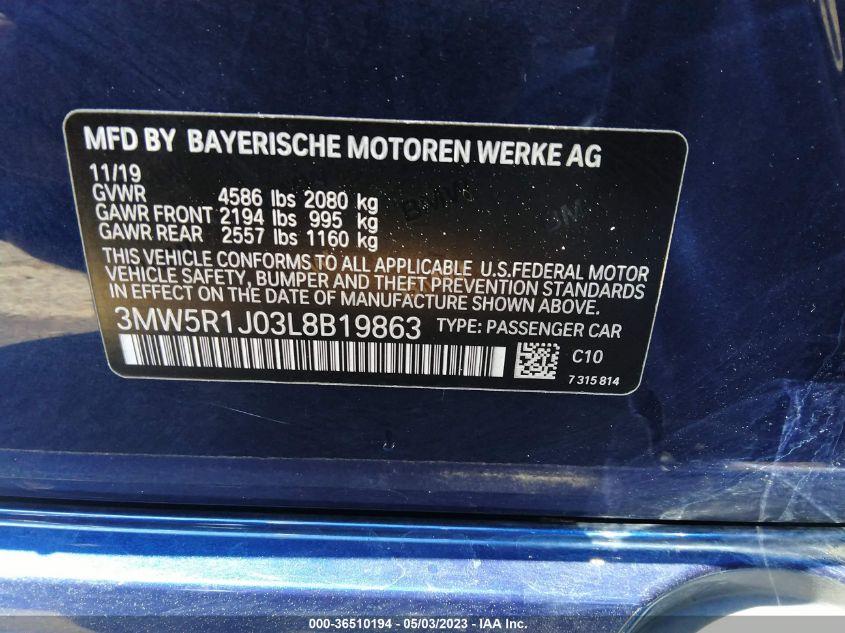 MFD BY BAYERISCHE MOTOREN WERKE AG
11/19
GVWR 4586 lbs 2080 kg
GAWR FRONT 2194 lbs 995 kg
GAWR REAR 2557 lbs 1160 kg
THIS VEHICLE CONFORMS TO ALL APPLICABLE U.S.FEDERAL MOTOR
VEHICLE SAFETY, BUMPER AND THEFT PREVENTION STANDARDS
IN EFFECT ON THE DATE OF MANUFACTURE SHOWN ABOVE.
3MW5R1J03L8B19863 TYPE: PASSENGER CAR
C10
7 315 814
000-36510194 - 05/03/2023 - IAA Inc.